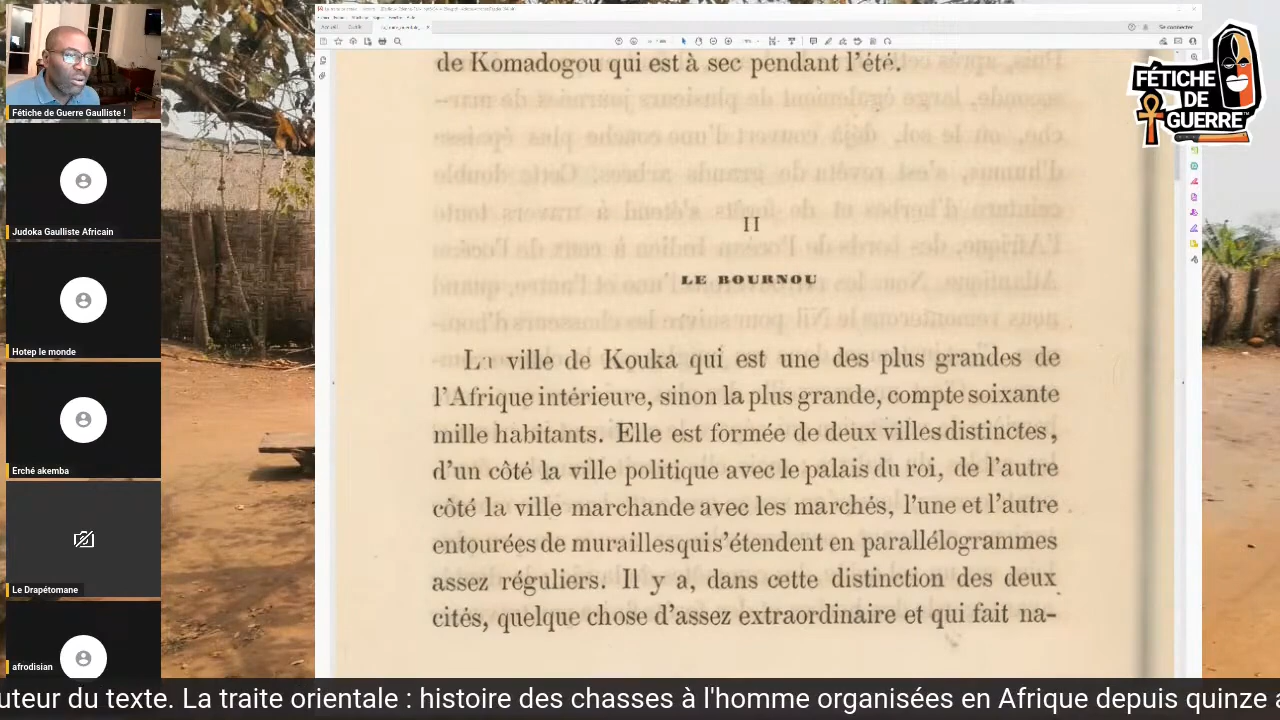 Fétiche de Guerre Gaulliste !
Judoka Gaulliste Africain
Hotep le monde
Erché akemba
Le Drapétomane
afrodisian
FÉTICHE
DE
GUERRE
Se connecter
de Komadogou qui est à sec pendant l'été.
II
LE BOURNOU
La ville de Kouka qui est une des plus grandes de
l'Afrique intérieure, sinon la plus grande, compte soixante
mille habitants. Elle est formée de deux villes distinctes,
d'un côté la ville politique avec le palais du roi, de l'autre
côté la ville marchande avec les marchés, l'une et l'autre
entourées de murailles qui s'étendent en parallélogrammes
assez réguliers. Il y a, dans cette distinction des deux
cités, quelque chose d'assez extraordinaire et qui fait na-
uteur du texte. La traite orientale : histoire des chasses à l'homme organisées en Afrique depuis quinze a